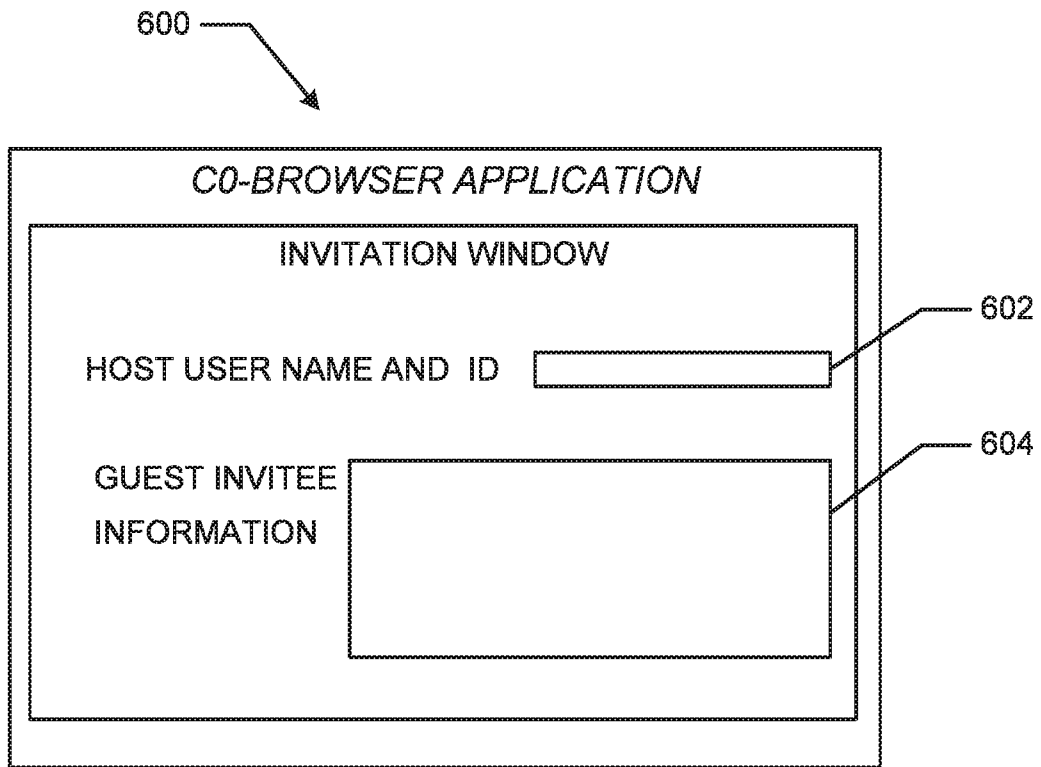 600
C0-BROWSER APPLICATION
INVITATION WINDOW
602
HOST USER NAME AND ID
604
GUEST INVITEE
INFORMATION